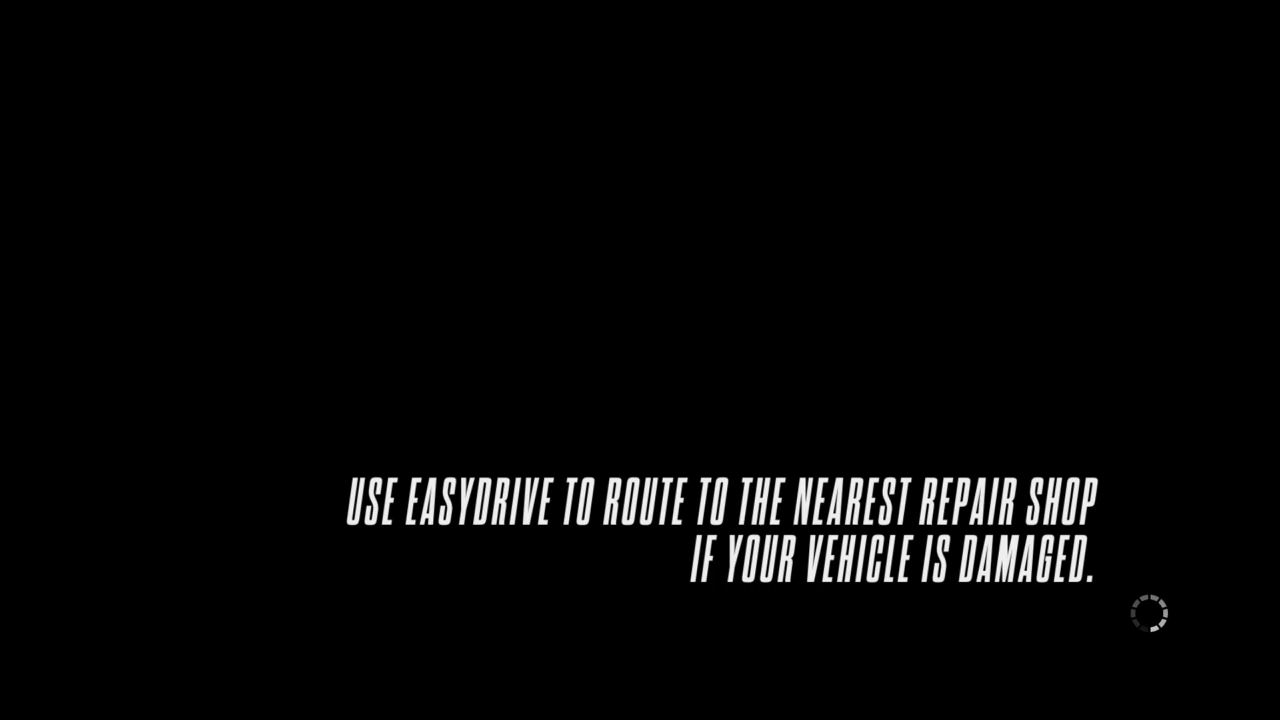 USE EASYDRIVE TO ROUTE TO THE NEAREST REPAIR SHOP
IF YOUR VEHICLE IS DAMAGED.